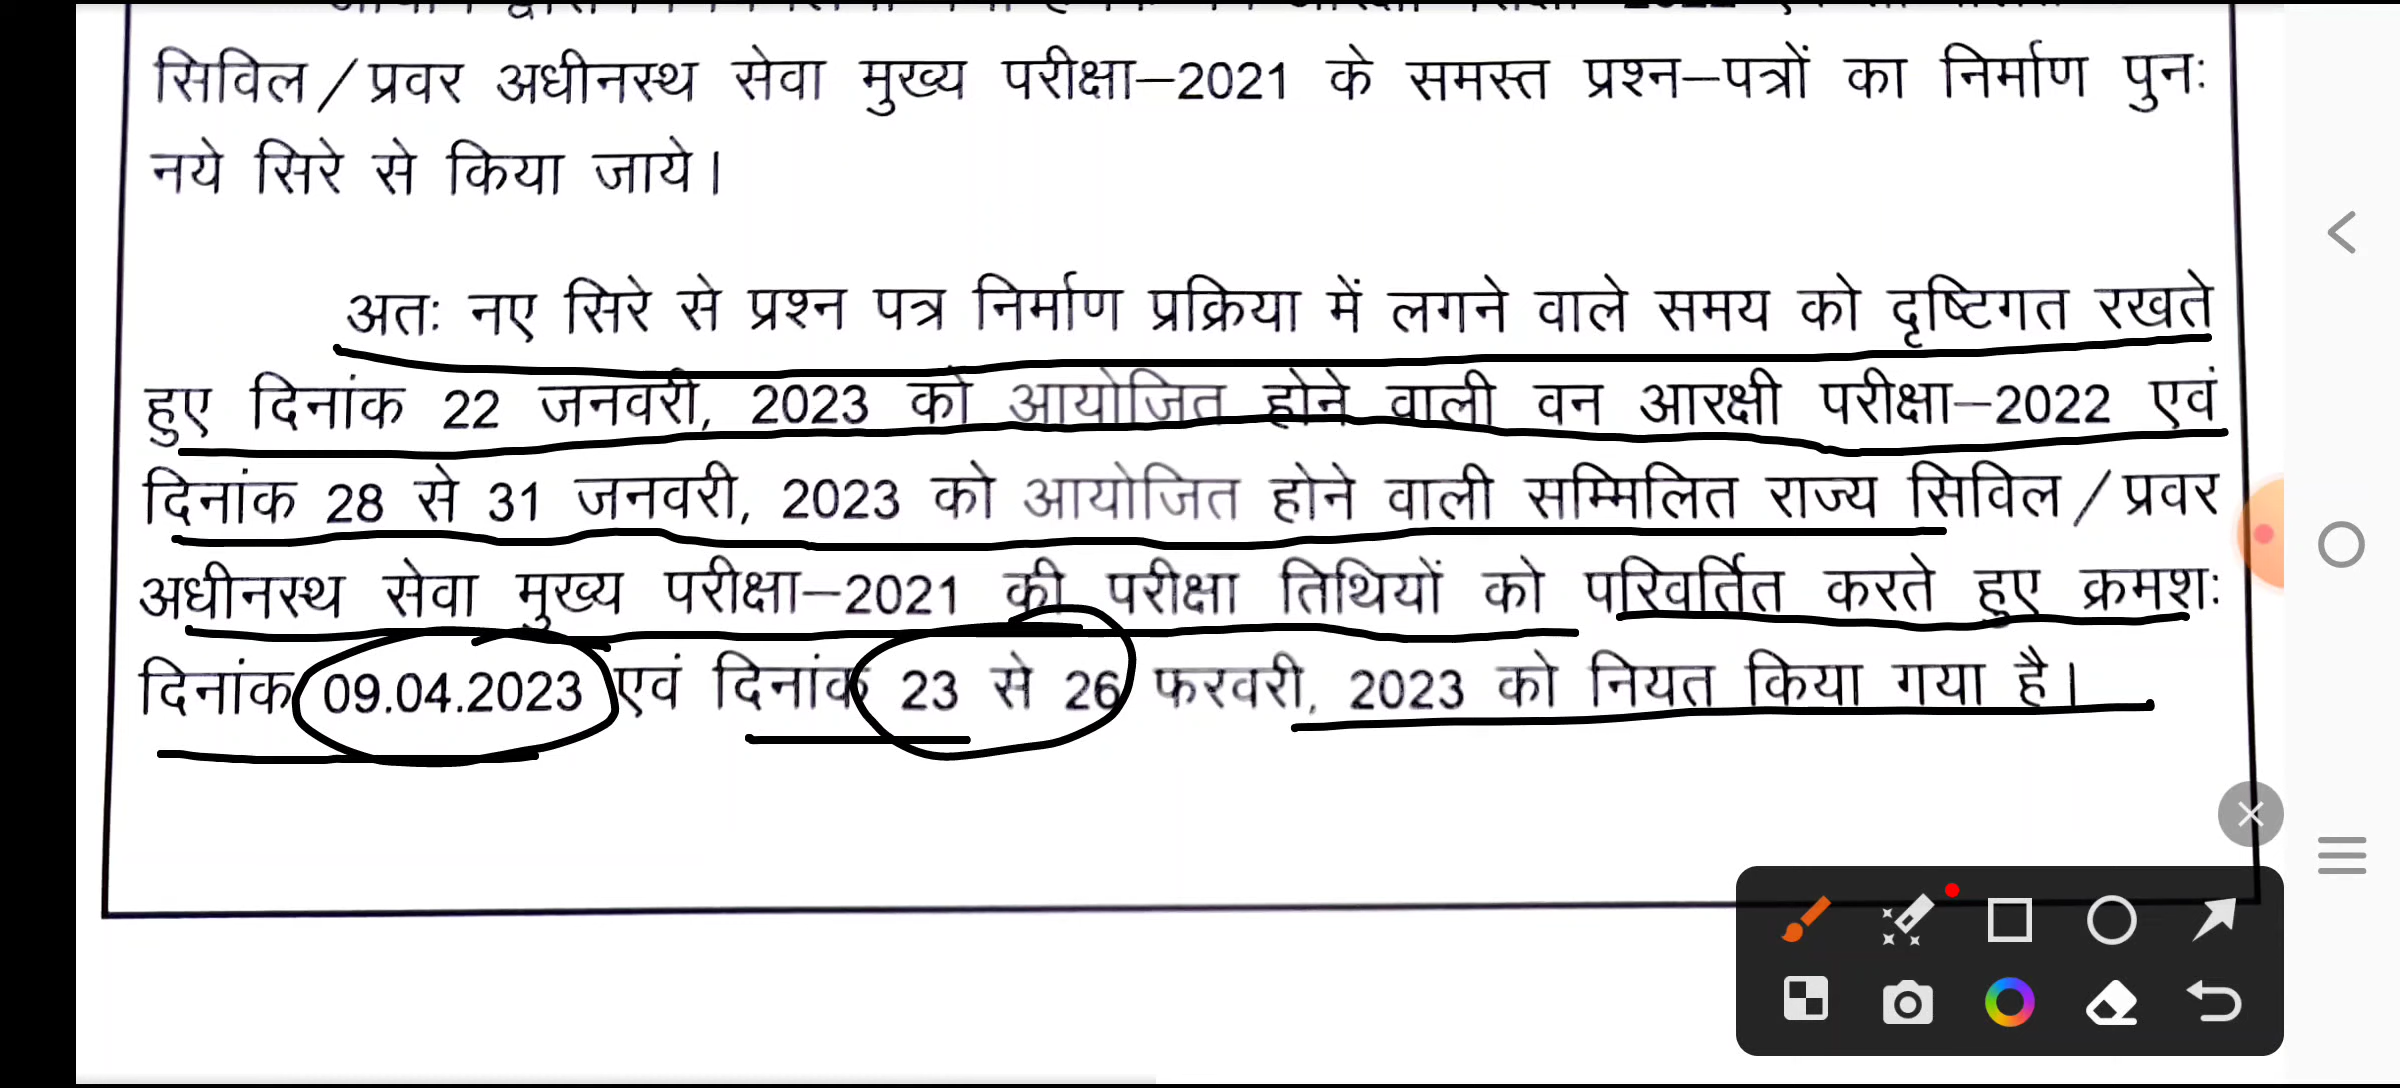 सिविल/प्रवर अधीनस्थ सेवा मुख्य परीक्षा–2021 के समस्त प्रश्न–पत्रों का निर्माण पुनः
नये सिरे से किया जाये।
अतः नए सिरे से प्रश्न पत्र निर्माण प्रक्रिया में लगने वाले समय को दृष्टिगत रखते
हुए दिनांक 22 जनवरी, 2023 को आयोजित होने वाली वन आरक्षी परीक्षा–2022 एवं
दिनांक 28 से 31 जनवरी, 2023 को आयोजित होने वाली सम्मिलित राज्य सिविल/प्रवर
अधीनस्थ सेवा मुख्य परीक्षा–2021 की परीक्षा तिथियों को परिवर्तित करते हुए क्रमशः
दिनांक 09.04.2023 एवं दिनांक 23 से 26 फरवरी, 2023 को नियत किया गया है।